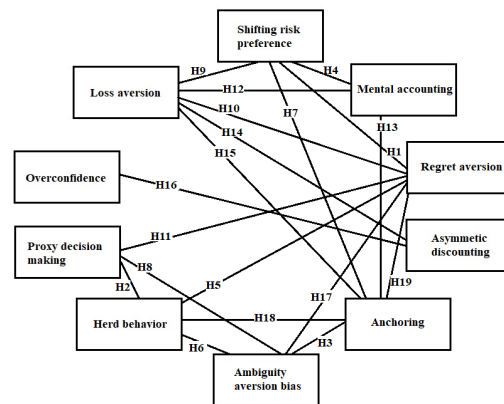 Shifting risk
preference
H9
H4
Loss aversion
H12
Mental accounting
H10
H7
H13
H14
H15
H1
Overconfidence
H16
Regret aversion
Proxy decision
making
H11
Asymmetric
discounting
H8
H2
H5
H17
H19
Herd behavior
H18
Anchoring
H6
H3
Ambiguity
aversion bias